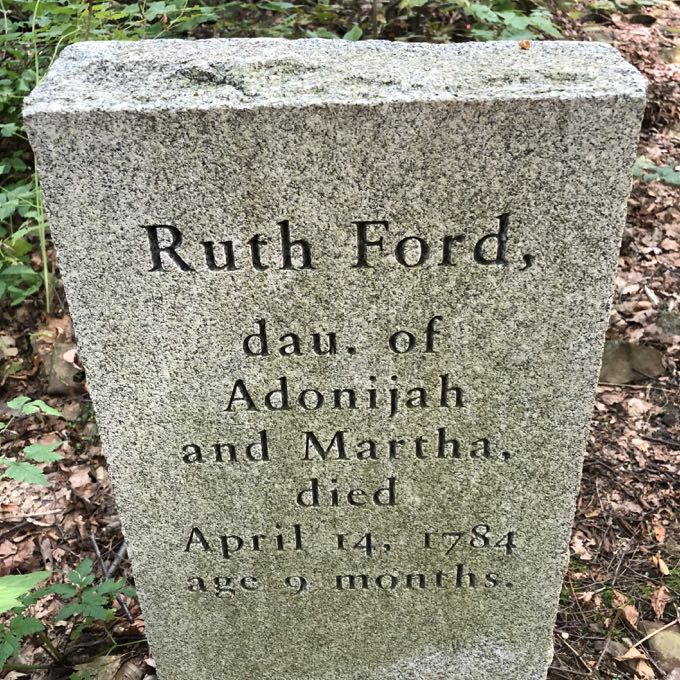 Ruth Ford,
dau. of
Adonijah
and Martha,
died
April 14, 1784
age 9 months.